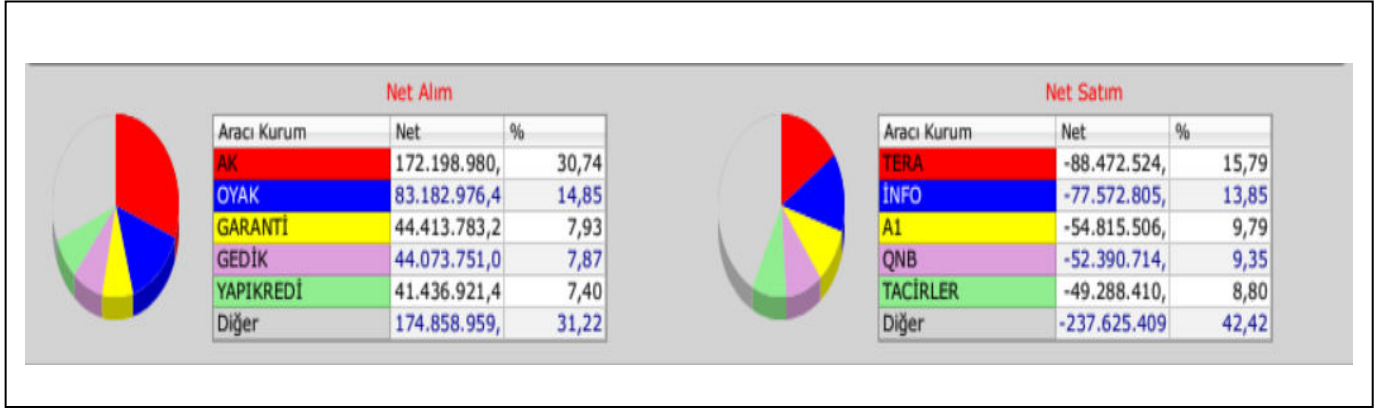 Net Alım
Aracı Kurum Net %
AK 172.198.980, 30,74
OYAK 83.182.976,4 14,85
GARANTİ 44.413.783,2 7,93
GEDİK 44.073.751,0 7,87
YAPIKREDİ 41.436.921,4 7,40
Diğer 174.858.959, 31,22
Net Satım
Aracı Kurum Net %
TERA -88.472.524, 15,79
İNFO -77.572.805, 13,85
A1 -54.815.506, 9,79
QNB -52.390.714, 9,35
TACİRLER -49.288.410, 8,80
Diğer -237.625.409 42,42